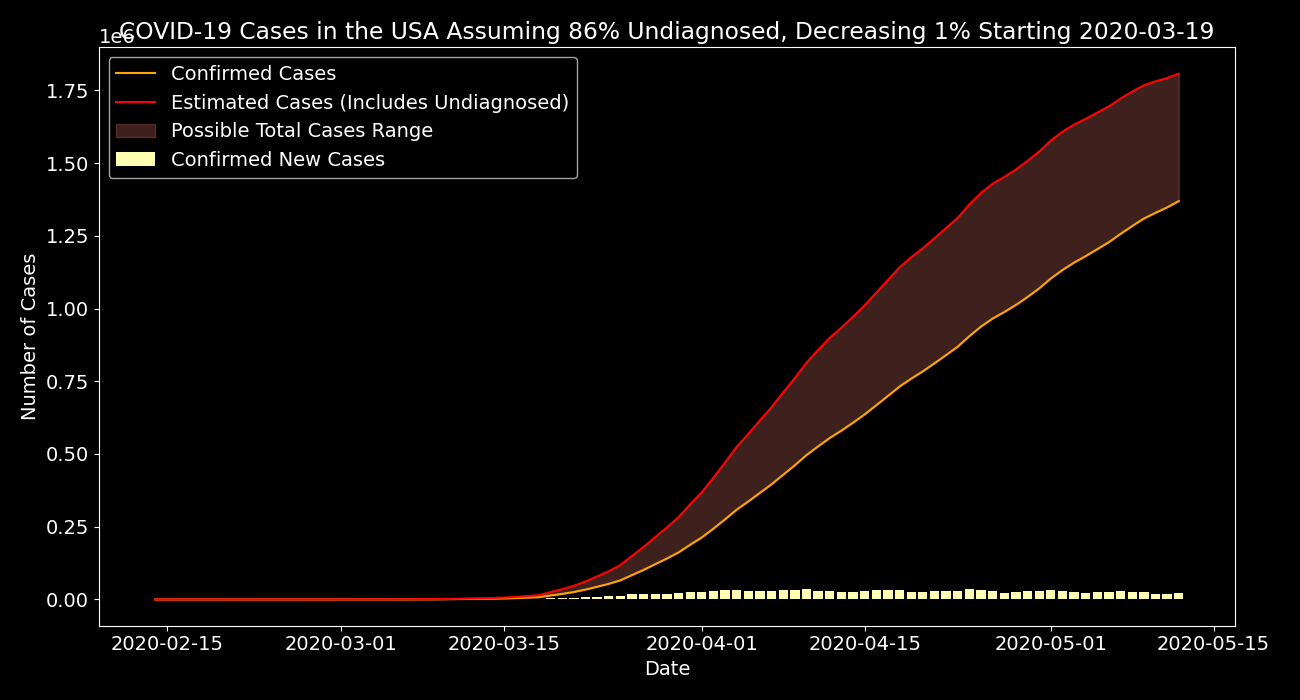 COVID-19 Cases in the USA Assuming 86% Undiagnosed, Decreasing 1% Starting 2020-03-19
1e6
Confirmed Cases
Estimated Cases (Includes Undiagnosed)
Possible Total Cases Range
Confirmed New Cases
1.75
1.50
1.25
1.00
0.75
0.50
0.25
0.00
Number of Cases
2020-02-15
2020-03-01
2020-03-15
2020-04-01
2020-04-15
2020-05-01
2020-05-15
Date